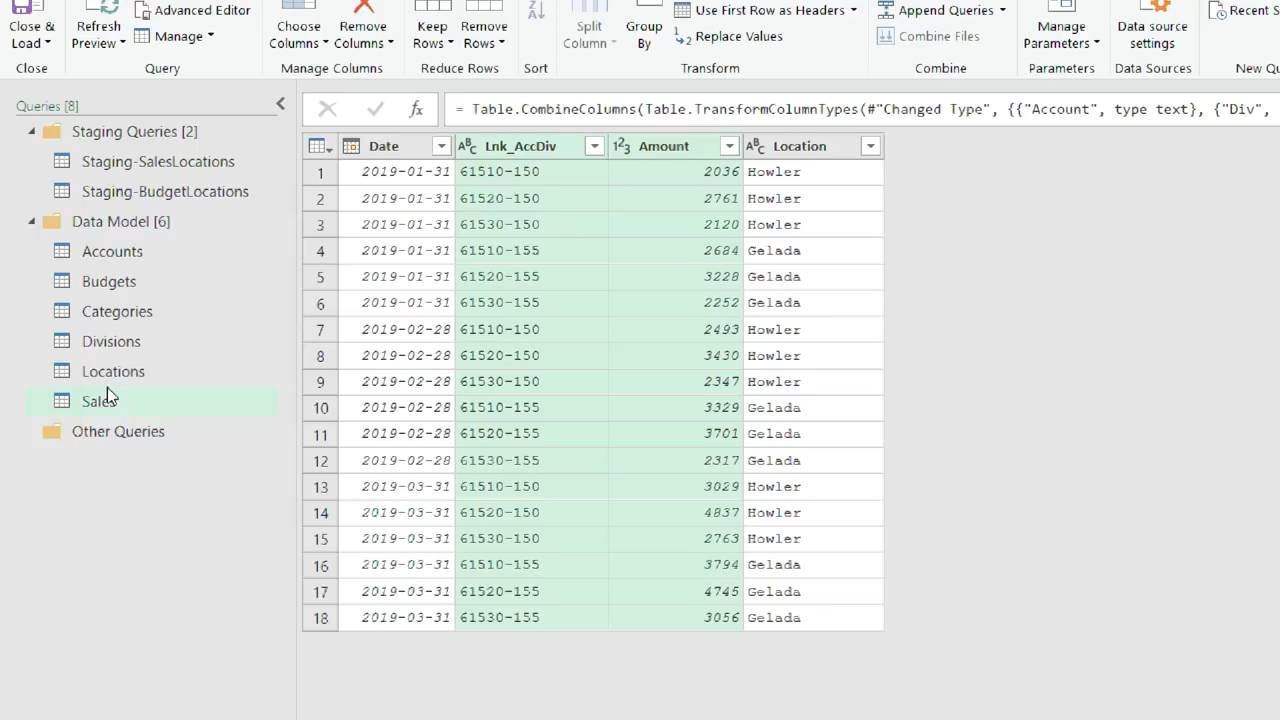 Close & Load
Refresh Preview
Advanced Editor
Manage
Choose Columns
Remove Columns
Keep Rows
Remove Rows
A Z
Split Column
Group By
Use First Row as Headers
1 2 Replace Values
Append Queries
Combine Files
Manage Parameters
Data source settings
Recent S
Close
Query
Manage Columns
Reduce Rows
Sort
Transform
Combine
Parameters
Data Sources
New Qu
Queries [8]
fx
= Table.CombineColumns(Table.TransformColumnTypes(#"Changed Type", {{"Account", type text}, {"Div",
Staging Queries [2]
Staging-SalesLocations
Staging-BudgetLocations
Data Model [6]
Accounts
Budgets
Categories
Divisions
Locations
Sales
Other Queries
Date ABC Lnk_AccDiv 123 Amount ABC Location
1 2019-01-31 61510-150 2036 Howler
2 2019-01-31 61520-150 2761 Howler
3 2019-01-31 61530-150 2120 Howler
4 2019-01-31 61510-155 2684 Gelada
5 2019-01-31 61520-155 3228 Gelada
6 2019-01-31 61530-155 2252 Gelada
7 2019-02-28 61510-150 2493 Howler
8 2019-02-28 61520-150 3430 Howler
9 2019-02-28 61530-150 2347 Howler
10 2019-02-28 61510-155 3329 Gelada
11 2019-02-28 61520-155 3701 Gelada
12 2019-02-28 61530-155 2317 Gelada
13 2019-03-31 61510-150 3029 Howler
14 2019-03-31 61520-150 4837 Howler
15 2019-03-31 61530-150 2763 Howler
16 2019-03-31 61510-155 3794 Gelada
17 2019-03-31 61520-155 4745 Gelada
18 2019-03-31 61530-155 3056 Gelada